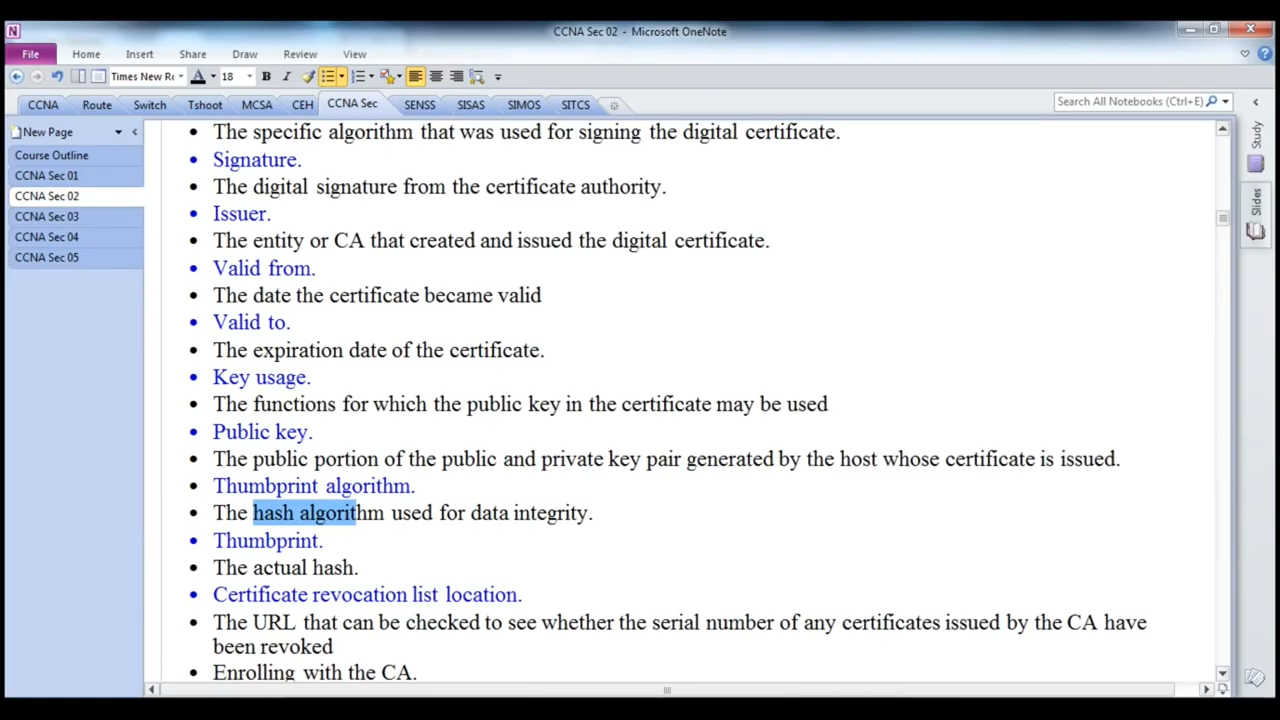 CCNA Sec 02 - Microsoft OneNote
File Home Insert Share Draw Review View
Times New Ro 18 B I
CCNA Route Switch Tshoot MCSA CEH CCNA Sec SENSS SISAS SIMOS SITCS Search All Notebooks (Ctrl+E)
New Page
Course Outline
CCNA Sec 01
CCNA Sec 02
CCNA Sec 03
CCNA Sec 04
CCNA Sec 05
• The specific algorithm that was used for signing the digital certificate.
• Signature.
• The digital signature from the certificate authority.
• Issuer.
• The entity or CA that created and issued the digital certificate.
• Valid from.
• The date the certificate became valid
• Valid to.
• The expiration date of the certificate.
• Key usage.
• The functions for which the public key in the certificate may be used
• Public key.
• The public portion of the public and private key pair generated by the host whose certificate is issued.
• Thumbprint algorithm.
• The hash algorithm used for data integrity.
• Thumbprint.
• The actual hash.
• Certificate revocation list location.
• The URL that can be checked to see whether the serial number of any certificates issued by the CA have
been revoked
• Enrolling with the CA.
Study
Slides